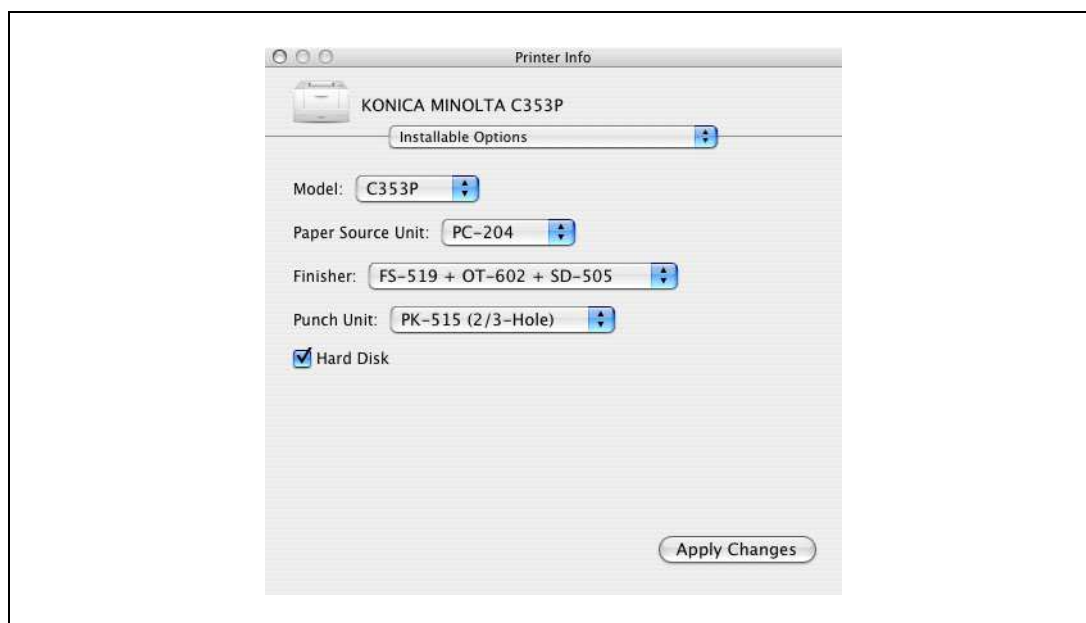 Printer Info
KONICA MINOLTA C353P
Installable Options
Model: C353P
Paper Source Unit: PC-204
Finisher: FS-519 + OT-602 + SD-505
Punch Unit: PK-515 (2/3-Hole)
Hard Disk
Apply Changes